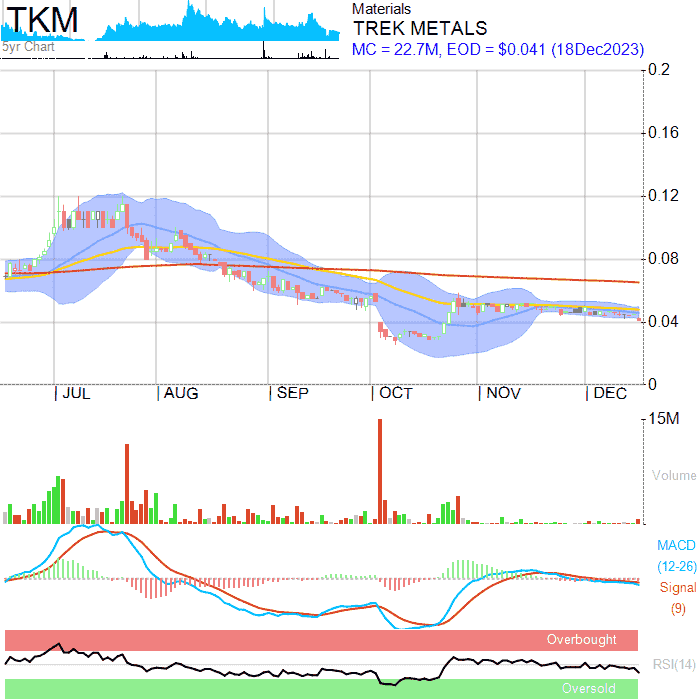 TKM
5yr Chart
Materials
TREK METALS
MC = 22.7M, EOD = $0.041 (18Dec2023)
0.2
0.16
0.12
0.08
0.04
0
JUL AUG SEP OCT NOV DEC
15M
Volume
MACD
(12-26)
Signal
(9)
Overbought
RSI(14)
Oversold